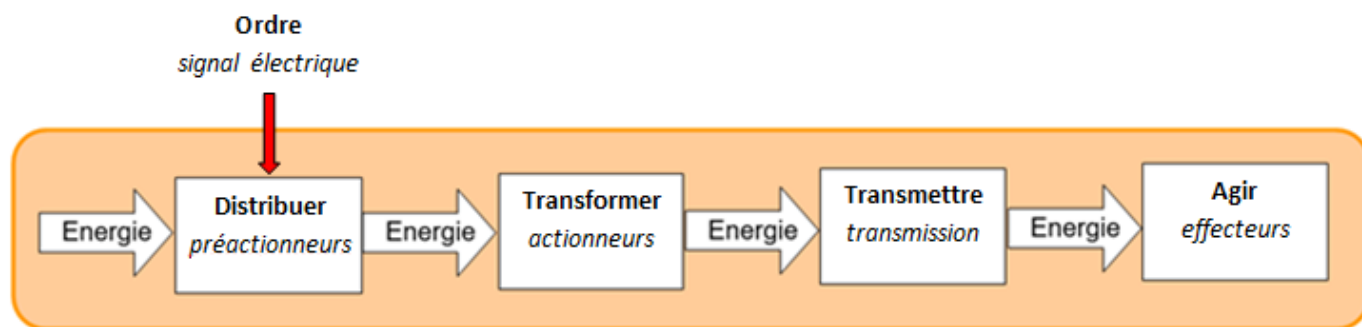 Ordre
signal électrique
Energie
Distribuer
préactionneurs
Energie
Transformer
actionneurs
Energie
Transmettre
transmission
Energie
Agir
effecteurs